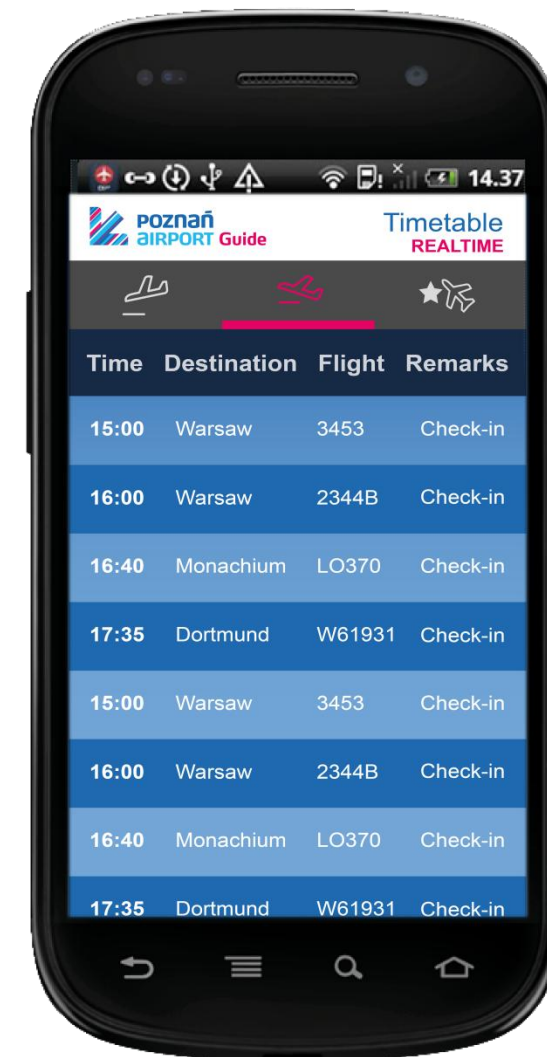 14.37
POZNAŃ
AIRPORT Guide
Timetable
REALTIME
Time Destination Flight Remarks
15:00 Warsaw 3453 Check-in
16:00 Warsaw 2344B Check-in
16:40 Monachium LO370 Check-in
17:35 Dortmund W61931 Check-in
15:00 Warsaw 3453 Check-in
16:00 Warsaw 2344B Check-in
16:40 Monachium LO370 Check-in
17:35 Dortmund W61931 Check-in